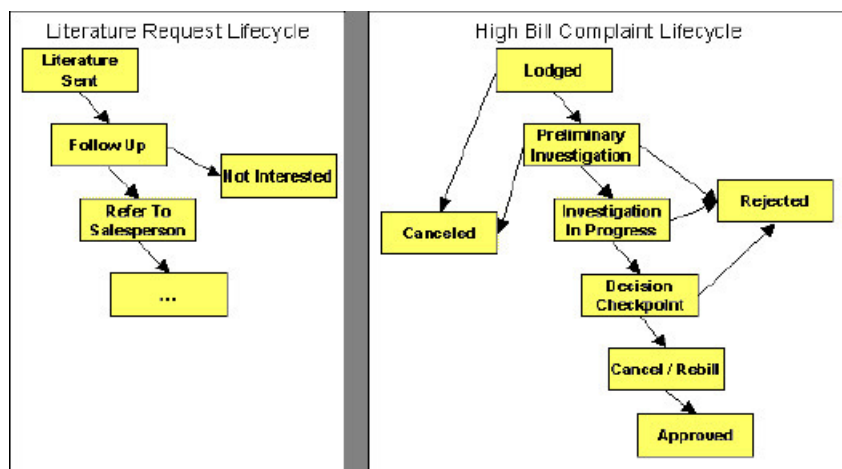 Literature Request Lifecycle
Literature
Sent
Follow Up
Not Interested
Refer To
Salesperson
...
High Bill Complaint Lifecycle
Lodged
Preliminary
Investigation
Canceled
Investigation
In Progress
Rejected
Decision
Checkpoint
Cancel / Rebill
Approved